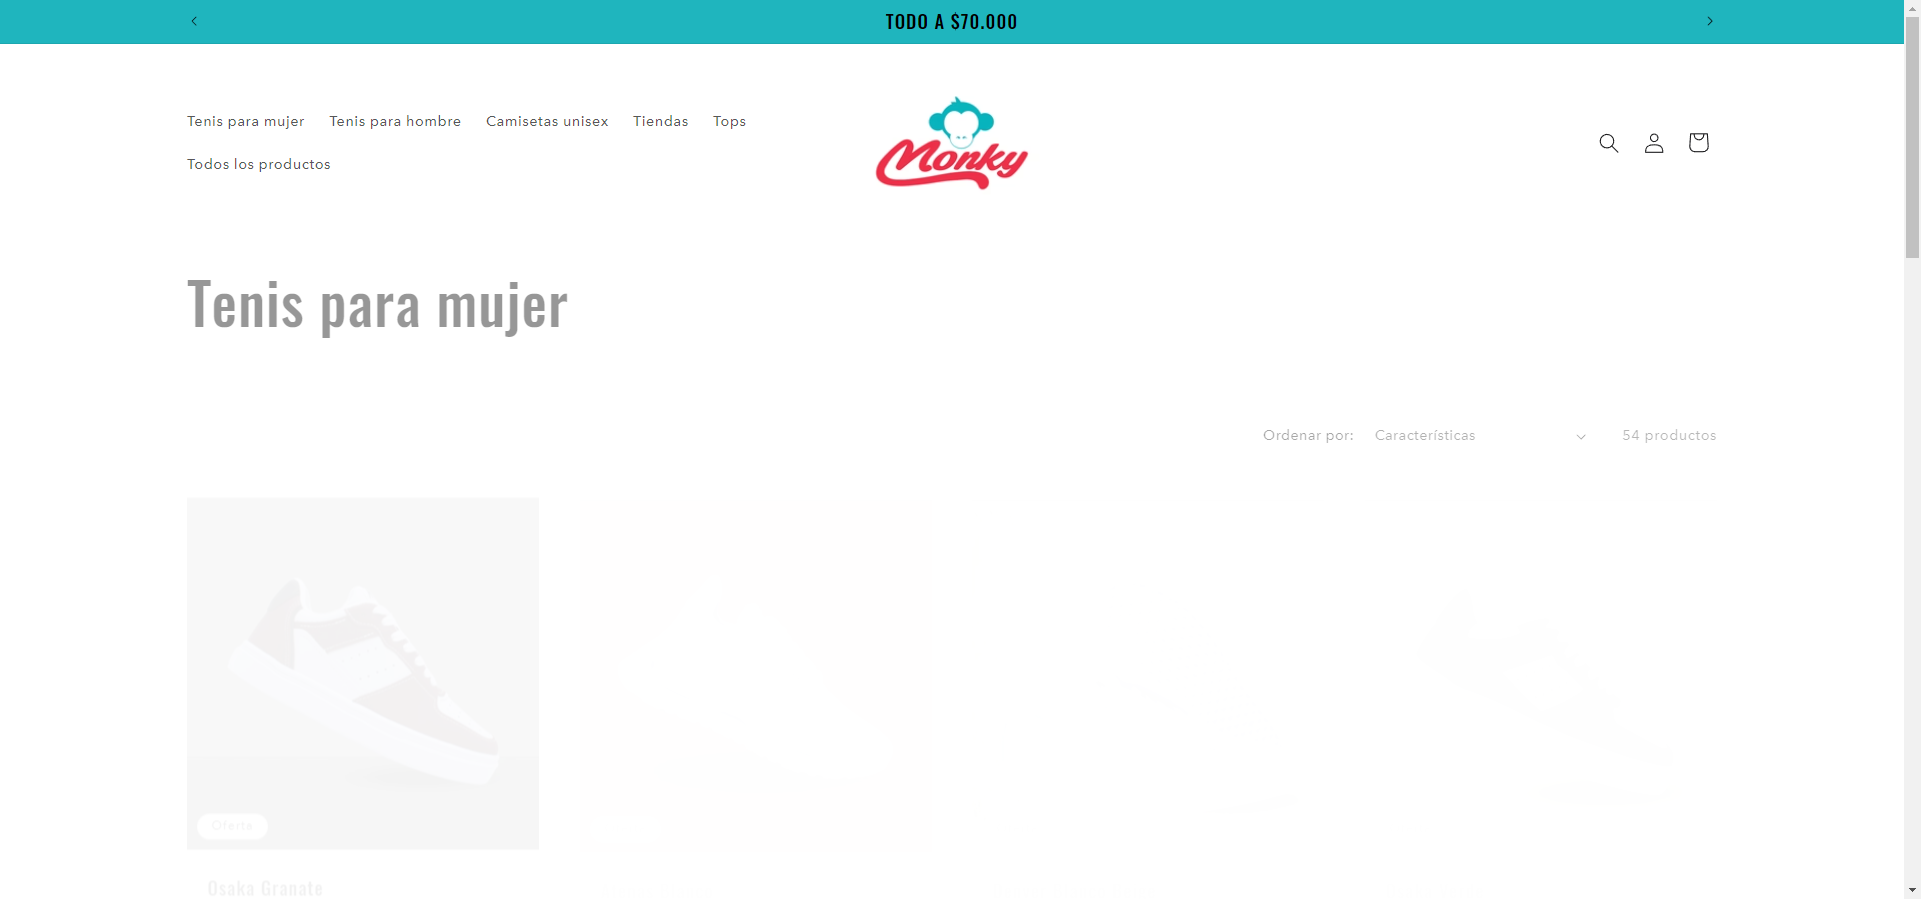 TODO A $70.000
Tenis para mujer
Tenis para hombre
Camisetas unisex
Tiendas
Tops
Todos los productos
Monky
Tenis para mujer
Ordenar por:
Características
54 productos
Oferta
Osaka Granate